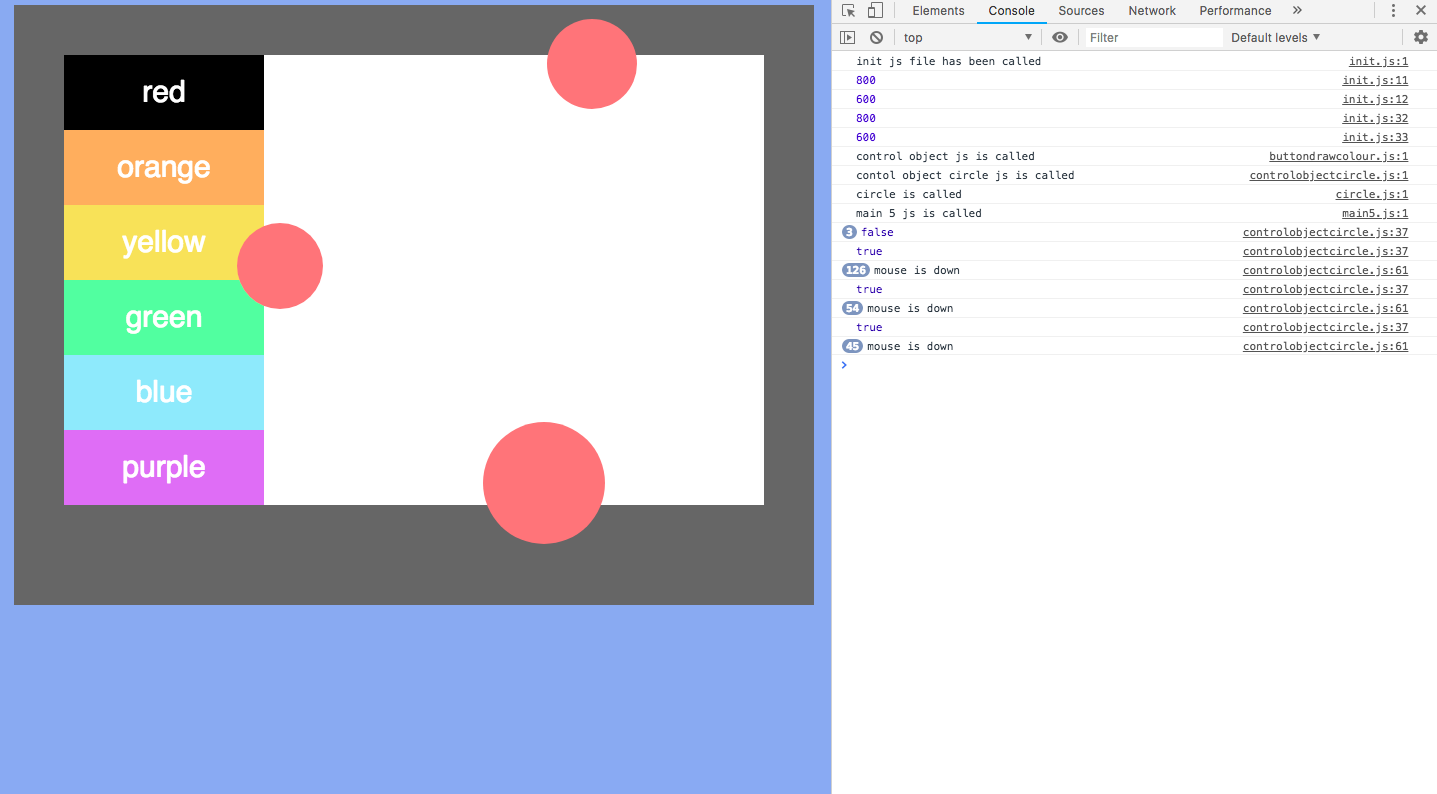 red
orange
yellow
green
blue
purple
Elements Console Sources Network Performance »
top Filter Default levels
init js file has been called init.js:1
800 init.js:11
600 init.js:12
800 init.js:32
600 init.js:33
control object js is called buttondrawcolour.js:1
contol object circle js is called controlobjectcircle.js:1
circle is called circle.js:1
main 5 js is called main5.js:1
3 false controlobjectcircle.js:37
true controlobjectcircle.js:37
126 mouse is down controlobjectcircle.js:61
true controlobjectcircle.js:37
54 mouse is down controlobjectcircle.js:61
true controlobjectcircle.js:37
45 mouse is down controlobjectcircle.js:61